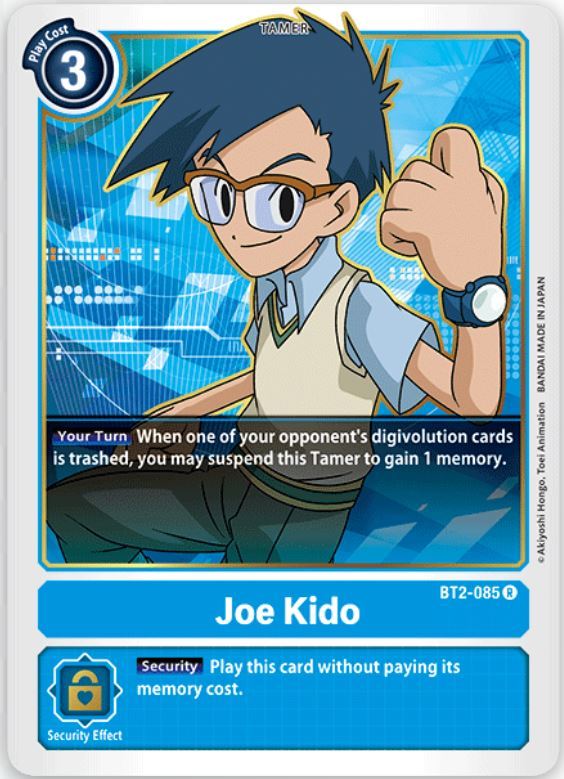 TAMER
Play Cost
3
Your Turn When one of your opponent's digivolution cards
is trashed, you may suspend this Tamer to gain 1 memory.
©Akiyoshi Hongo, Toei Animation BANDAI MADE IN JAPAN
BT2-085 R
Joe Kido
Security Play this card without paying its
memory cost.
Security Effect